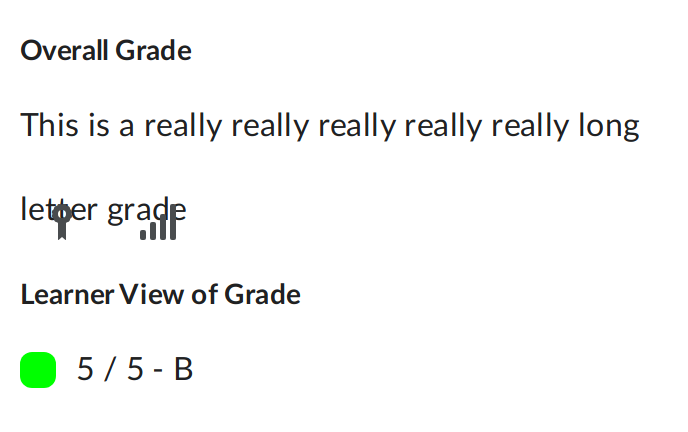 Overall Grade
This is a really really really really really long
letter grade
Learner View of Grade
5 / 5 - B